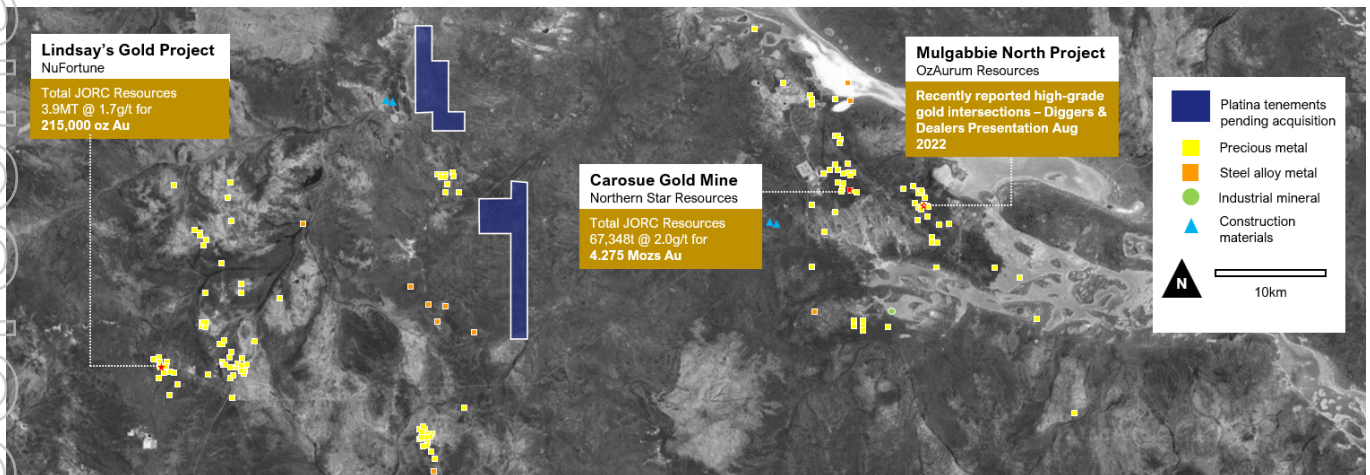 Lindsay's Gold Project
NuFortune
Total JORC Resources
3.9MT @ 1.7g/t for
215,000 oz Au
Carosue Gold Mine
Northern Star Resources
Total JORC Resources
67,348t @ 2.0g/t for
4.275 Mozs Au
Mulgabbie North Project
OzAurum Resources
Recently reported high-grade
gold intersections – Diggers &
Dealers Presentation Aug
2022
Platina tenements
pending acquisition
Precious metal
Steel alloy metal
Industrial mineral
Construction
materials
N
10km